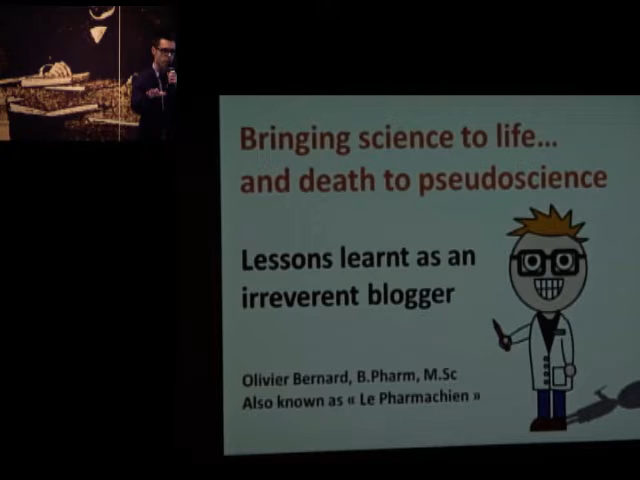 Bringing science to life...
and death to pseudoscience
Lessons learnt as an
irreverent blogger
Olivier Bernard, B.Pharm, M.Sc
Also known as « Le Pharmachien »